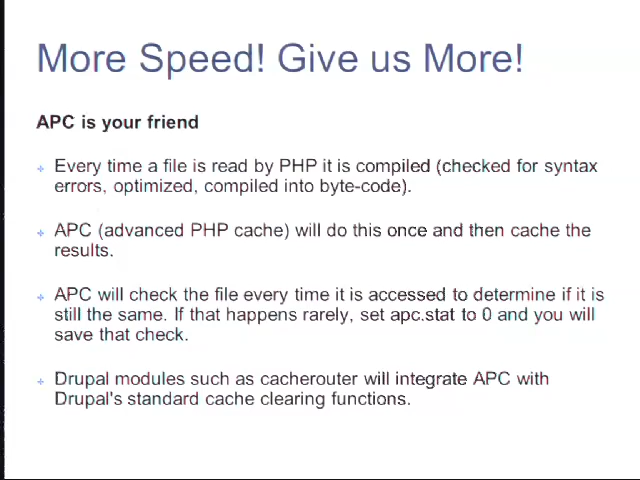 More Speed! Give us More!
APC is your friend
Every time a file is read by PHP it is compiled (checked for syntax
errors, optimized, compiled into byte-code).
APC (advanced PHP cache) will do this once and then cache the
results.
APC will check the file every time it is accessed to determine if it is
still the same. If that happens rarely, set apc.stat to 0 and you will
save that check.
Drupal modules such as cacherouter will integrate APC with
Drupal's standard cache clearing functions.